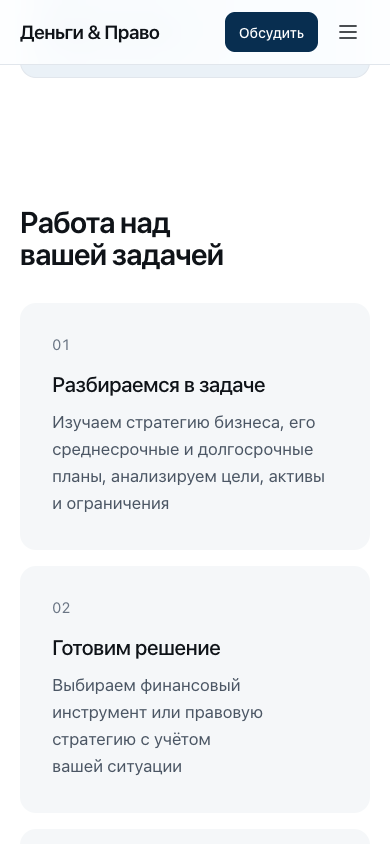 Деньги & Право
Обсудить
Работа над
вашей задачей
01
Разбираемся в задаче
Изучаем стратегию бизнеса, его
среднесрочные и долгосрочные
планы, анализируем цели, активы
и ограничения
02
Готовим решение
Выбираем финансовый
инструмент или правовую
стратегию с учётом
вашей ситуации